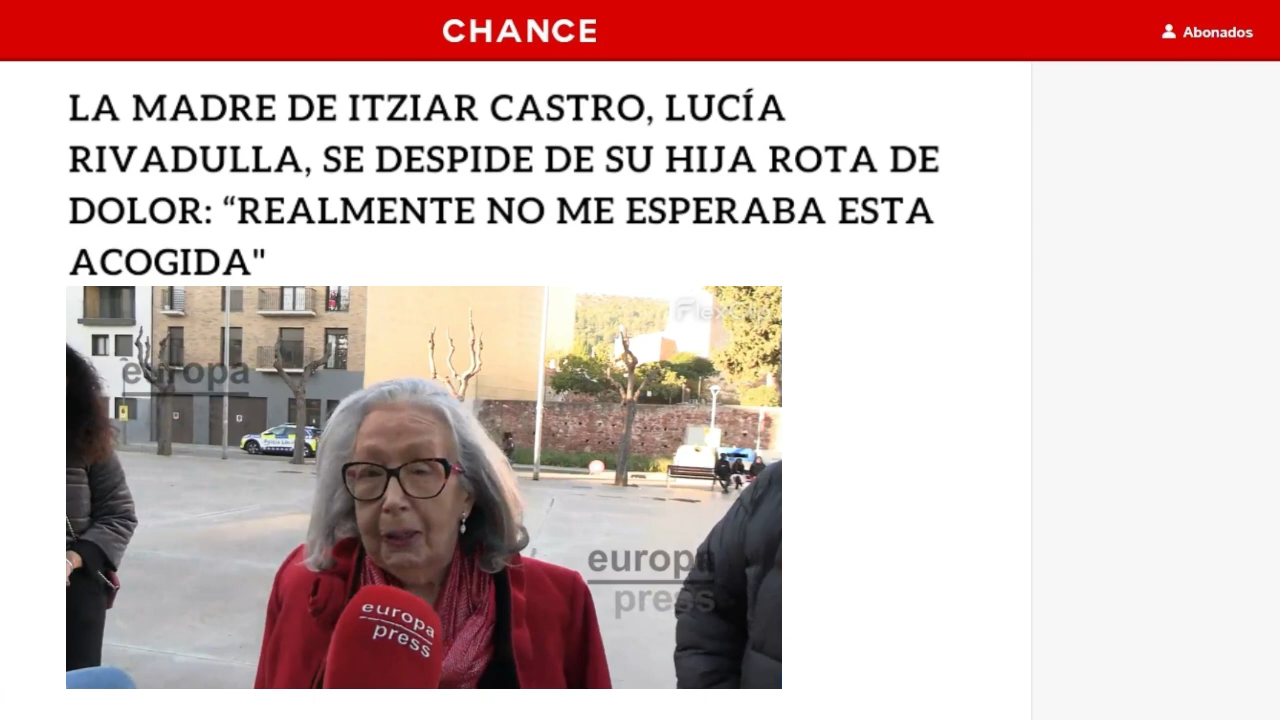 CHANCE
Abonados
LA MADRE DE ITZIAR CASTRO, LUCÍA
RIVADULLA, SE DESPIDE DE SU HIJA ROTA DE
DOLOR: “REALMENTE NO ME ESPERABA ESTA
ACOGIDA"
FlexClip
europa
europa
press
europa
press